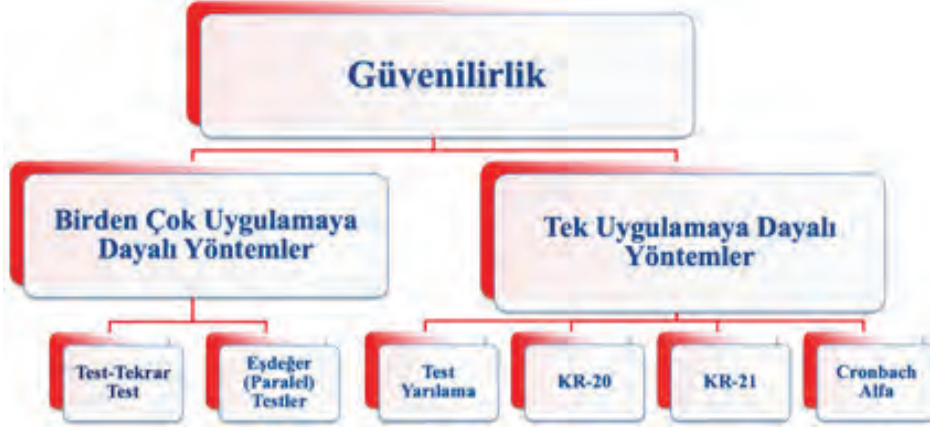 Güvenilirlik
Birden Çok Uygulamaya
Dayalı Yöntemler
Tek Uygulamaya Dayalı
Yöntemler
Test-Tekrar
Test
Eşdeğer
(Paralel)
Testler
Test
Yarılama
KR-20
KR-21
Cronbach
Alfa